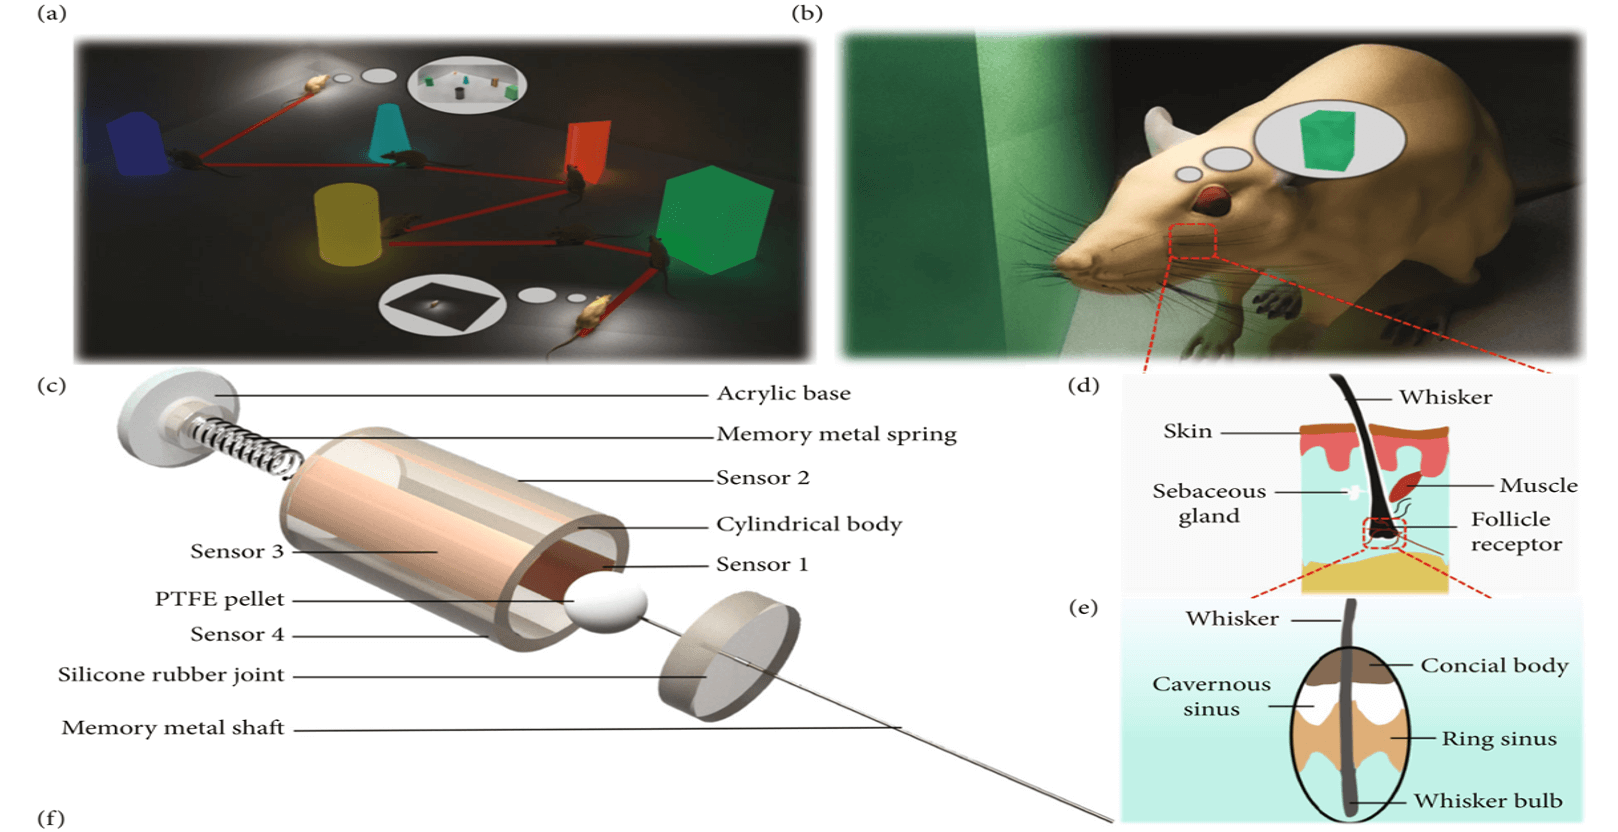 (a)
(b)
(c)
Acrylic base
Memory metal spring
Sensor 2
Cylindrical body
Sensor 1
Sensor 3
PTFE pellet
Sensor 4
Silicone rubber joint
Memory metal shaft
(d)
Whisker
Skin
Sebaceous
gland
Muscle
Follicle
receptor
(e)
Whisker
Concial body
Cavernous
sinus
Ring sinus
Whisker bulb
(f)